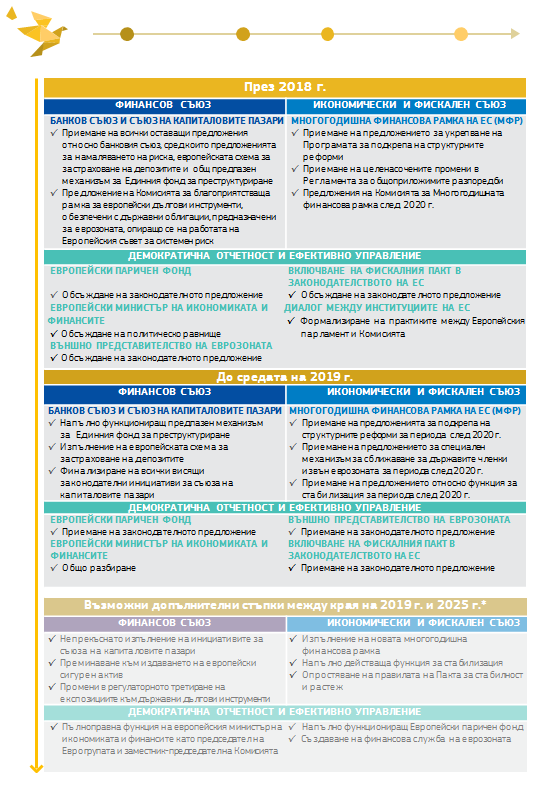 През 2018 г.
ФИНАНСОВ СЪЮЗ
БАНКОВ СЪЮЗ И СЪЮЗ НА КАПИТАЛОВИТЕ ПАЗАРИ
✓ Приемане на всички оставащи предложения
относно банковия съюз, сред които предложенията
за намаляването на риска, европейската схема за
застраховане на депозитите и общ предпазен
механизъм за Единния фонд за преструктуриране
✓ Предложение на Комисията за благоприятстваща
рамка за европейски дългови инструменти,
обезпечени с държавни облигации, предназначени
за еврозоната, опиращо се на работата на
Европейския съвет за системен риск
ИКОНОМИЧЕСКИ И ФИСКАЛЕН СЪЮЗ
МНОГОГОДИШНА ФИНАНСОВА РАМКА НА ЕС (МФР)
✓ Приемане на предложението за укрепване на
Програмата за подкрепа на структурните
реформи
✓ Приемане на целенасочените промени в
Регламента за общоприложимите разпоредби
✓ Предложения на Комисията за Многогодишната
финансова рамка след 2020 г.
ДЕМОКРАТИЧНА ОТЧЕТНОСТ И ЕФЕКТИВНО УПРАВЛЕНИЕ
ЕВРОПЕЙСКИ ПАРИЧЕН ФОНД
✓ Обсъждане на законодателното предложение
ЕВРОПЕЙСКИ МИНИСТЪР НА ИКОНОМИКАТА И
ФИНАНСИТЕ
✓ Обсъждане на политическо равнище
ВЪНШНО ПРЕДСТАВИТЕЛСТВО НА ЕВРОЗОНАТА
✓ Обсъждане на законодателното предложение
ВКЛЮЧВАНЕ НА ФИСКАЛНИЯ ПАКТ В
ЗАКОНОДАТЕЛСТВОТО НА ЕС
✓ Обсъждане на законодателното предложение
ДИАЛОГ МЕЖДУ ИНСТИТУЦИИТЕ НА ЕС
✓ Формализиране на практиките между Европейския
парламент и Комисията
До средата на 2019 г.
ФИНАНСОВ СЪЮЗ
БАНКОВ СЪЮЗ И СЪЮЗ НА КАПИТАЛОВИТЕ ПАЗАРИ
✓ Напълно функциониращ предпазен механизъм
за Единния фонд за преструктуриране
✓ Изпълнение на европейската схема за
застраховане на депозитите
✓ Финализиране на всички висящи
законодателни инициативи за съюза на
капиталовите пазари
ИКОНОМИЧЕСКИ И ФИСКАЛЕН СЪЮЗ
МНОГОГОДИШНА ФИНАНСОВА РАМКА НА ЕС (МФР)
✓ Приемане на предложенията за подкрепа на
структурните реформи за периода след 2020 г.
✓ Приемане на предложението за специален
механизъм за сближаване за държавите членки
извън еврозоната за периода след 2020 г.
✓ Приемане на предложението относно функция за
стабилизация за периода след 2020 г.
ДЕМОКРАТИЧНА ОТЧЕТНОСТ И ЕФЕКТИВНО УПРАВЛЕНИЕ
ЕВРОПЕЙСКИ ПАРИЧЕН ФОНД
✓ Приемане на законодателното предложение
ЕВРОПЕЙСКИ МИНИСТЪР НА ИКОНОМИКАТА И
ФИНАНСИТЕ
✓ Общо разбиране
ВЪНШНО ПРЕДСТАВИТЕЛСТВО НА ЕВРОЗОНАТА
✓ Приемане на законодателното предложение
ВКЛЮЧВАНЕ НА ФИСКАЛНИЯ ПАКТ В
ЗАКОНОДАТЕЛСТВОТО НА ЕС
✓ Приемане на законодателното предложение
Възможни допълнителни стъпки между края на 2019 г. и 2025 г.*
ФИНАНСОВ СЪЮЗ
✓ Непрекъснато изпълнение на инициативите за
съюза на капиталовите пазари
✓ Преминаване към издаването на европейски
сигурен актив
✓ Промени в регулаторното третиране на
експозициите към държавни дългови инструменти
ИКОНОМИЧЕСКИ И ФИСКАЛЕН СЪЮЗ
✓ Изпълнение на новата многогодишна
финансова рамка
✓ Напълно действаща функция за стабилизация
✓ Опростяване на правилата на Пакта за стабилност
и растеж
ДЕМОКРАТИЧНА ОТЧЕТНОСТ И ЕФЕКТИВНО УПРАВЛЕНИЕ
✓ Пълноправна функция на европейския министър на
икономиката и финансите като председател на
Еврогрупата и заместник-председател на Комисията
✓ Напълно функциониращ Европейски паричен фонд
✓ Създаване на финансова служба на еврозоната